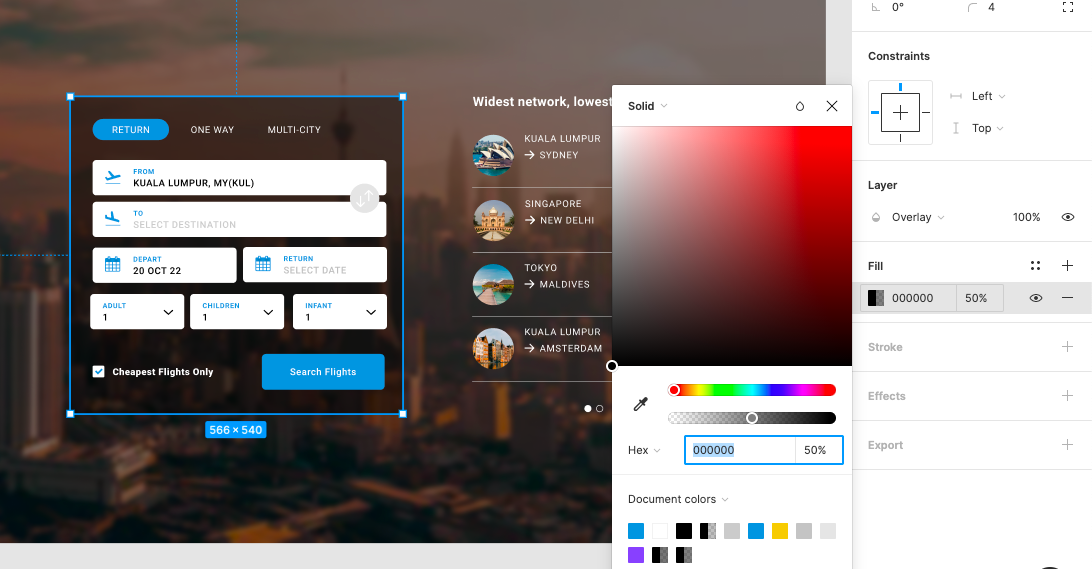 0°
4
Constraints
Left
Top
Layer
Overlay
100%
Fill
000000
50%
Stroke
Effects
Export
RETURN
ONE WAY
MULTI-CITY
FROM
KUALA LUMPUR, MY(KUL)
TO
SELECT DESTINATION
DEPART
20 OCT 22
RETURN
SELECT DATE
ADULT
1
CHILDREN
1
INFANT
1
Cheapest Flights Only
Search Flights
566 × 540
Widest network, lowest
KUALA LUMPUR
→ SYDNEY
SINGAPORE
→ NEW DELHI
TOKYO
→ MALDIVES
KUALA LUMPUR
→ AMSTERDAM
Solid
Hex
000000
50%
Document colors